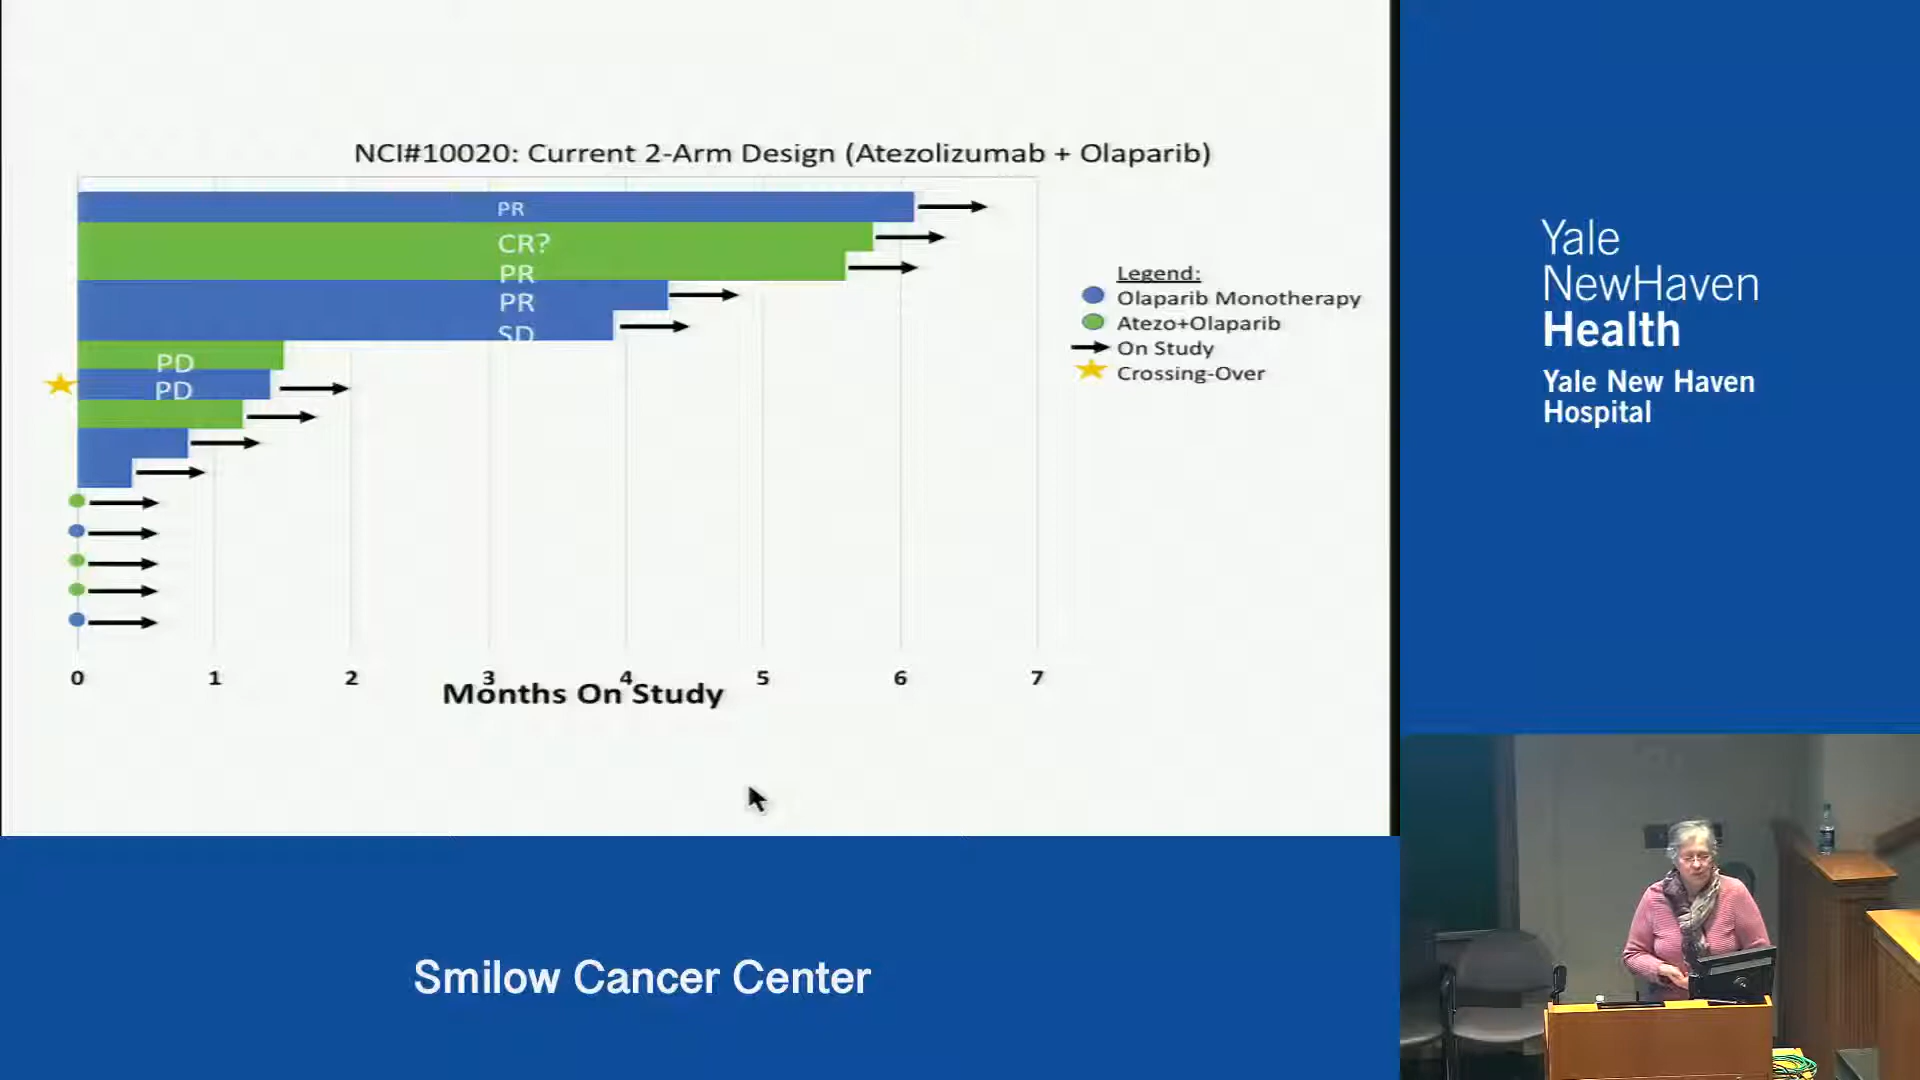 NCI#10020: Current 2-Arm Design (Atezolizumab + Olaparib)
PR
CR?
PR
PR
SD
PD
PD
Legend:
Olaparib Monotherapy
Atezo+Olaparib
On Study
Crossing-Over
0 1 2 3 4 5 6 7
Months On Study
Yale
NewHaven
Health
Yale New Haven
Hospital
Smilow Cancer Center